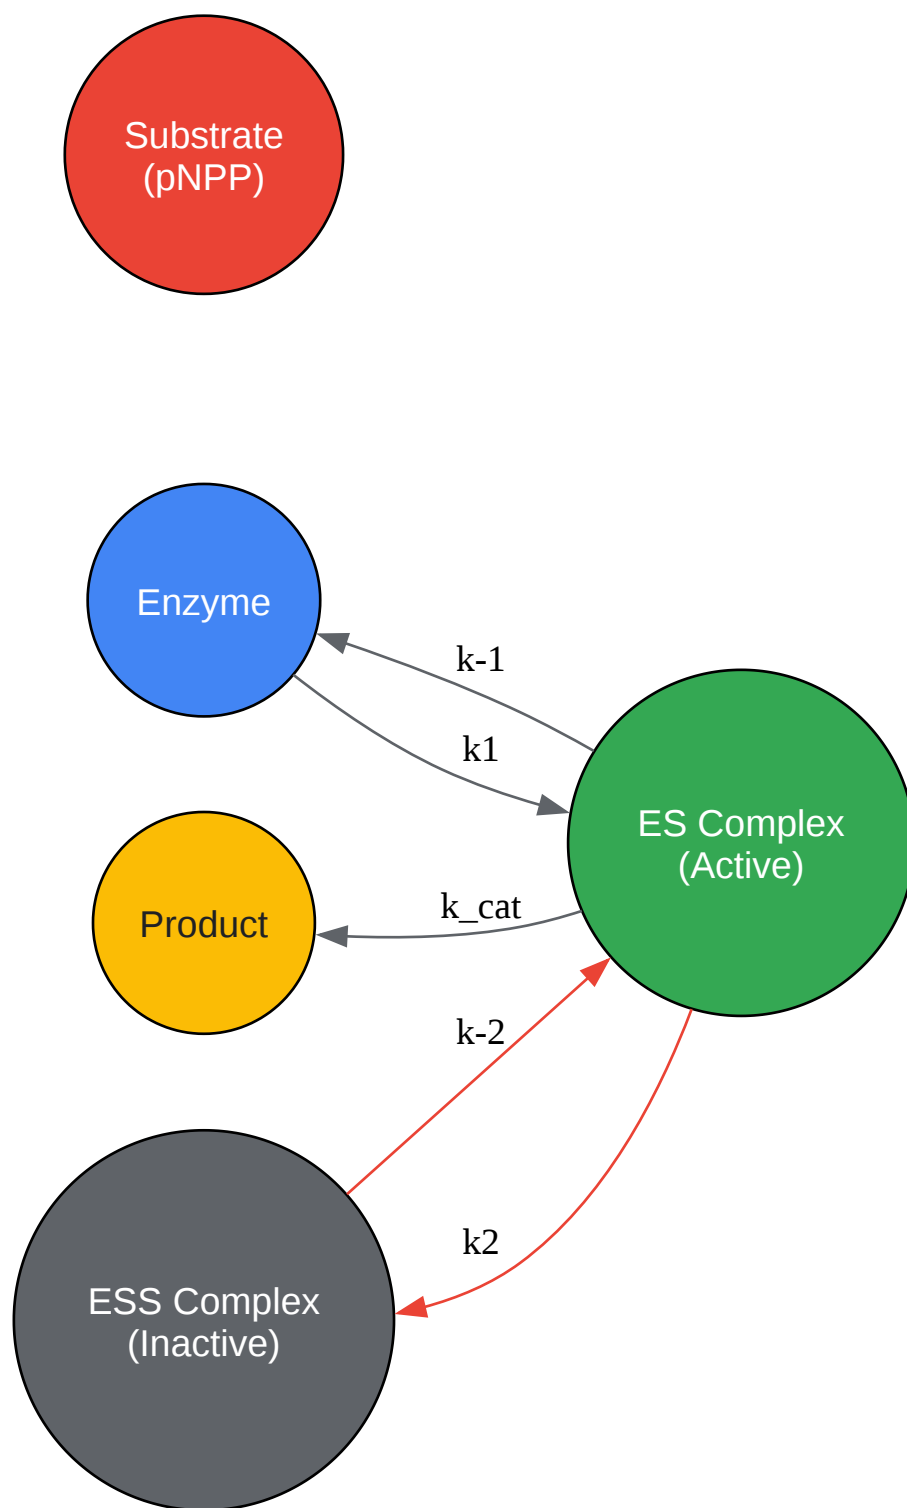 Substrate
(pNPP)
Enzyme
k-1
k1
ES Complex
(Active)
k_cat
Product
k-2
k2
ESS Complex
(Inactive)